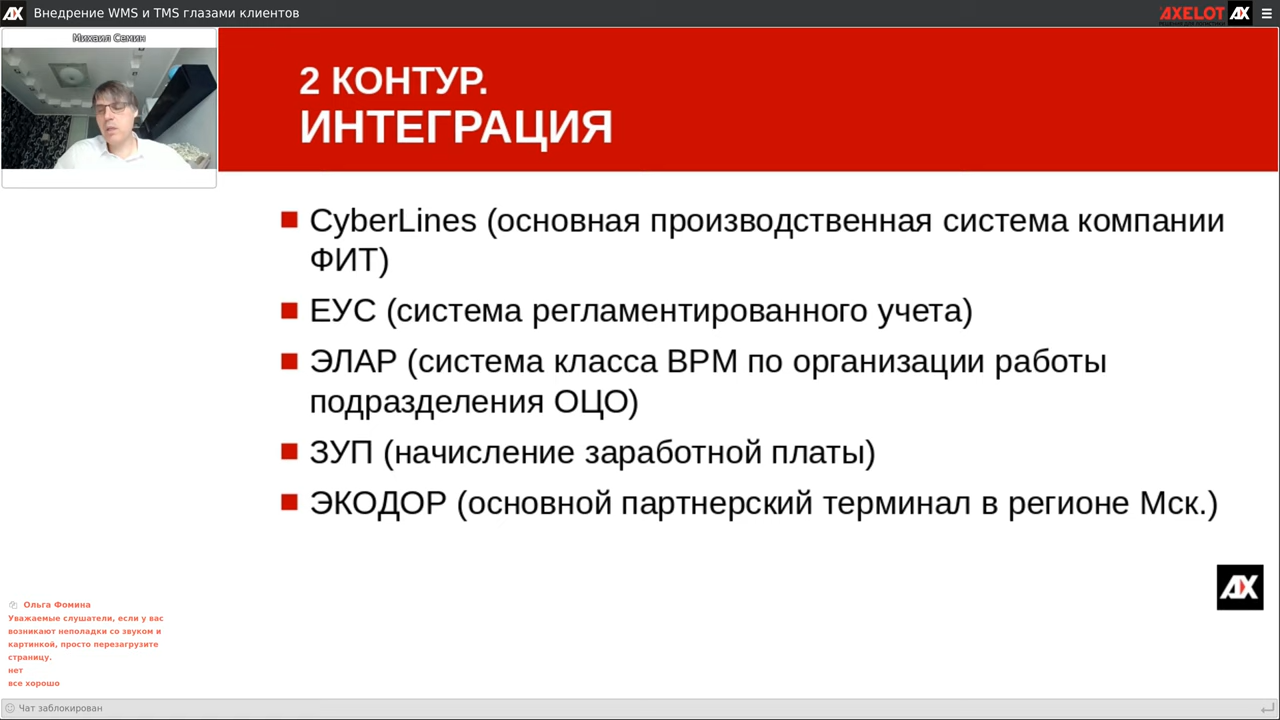 Внедрение WMS и TMS глазами клиентов
AXELOT
Михаил Семин
2 КОНТУР.
ИНТЕГРАЦИЯ
CyberLines (основная производственная система компании
ФИТ)
ЕУС (система регламентированного учета)
ЭЛАР (система класса ВРМ по организации работы
подразделения ОЦО)
ЗУП (начисление заработной платы)
ЭКОДОР (основной партнерский терминал в регионе Мск.)
Ольга Фомина
Уважаемые слушатели, если у вас
возникают неполадки со звуком и
картинкой, просто перезагрузите
страницу.
нет
все хорошо
Чат заблокирован